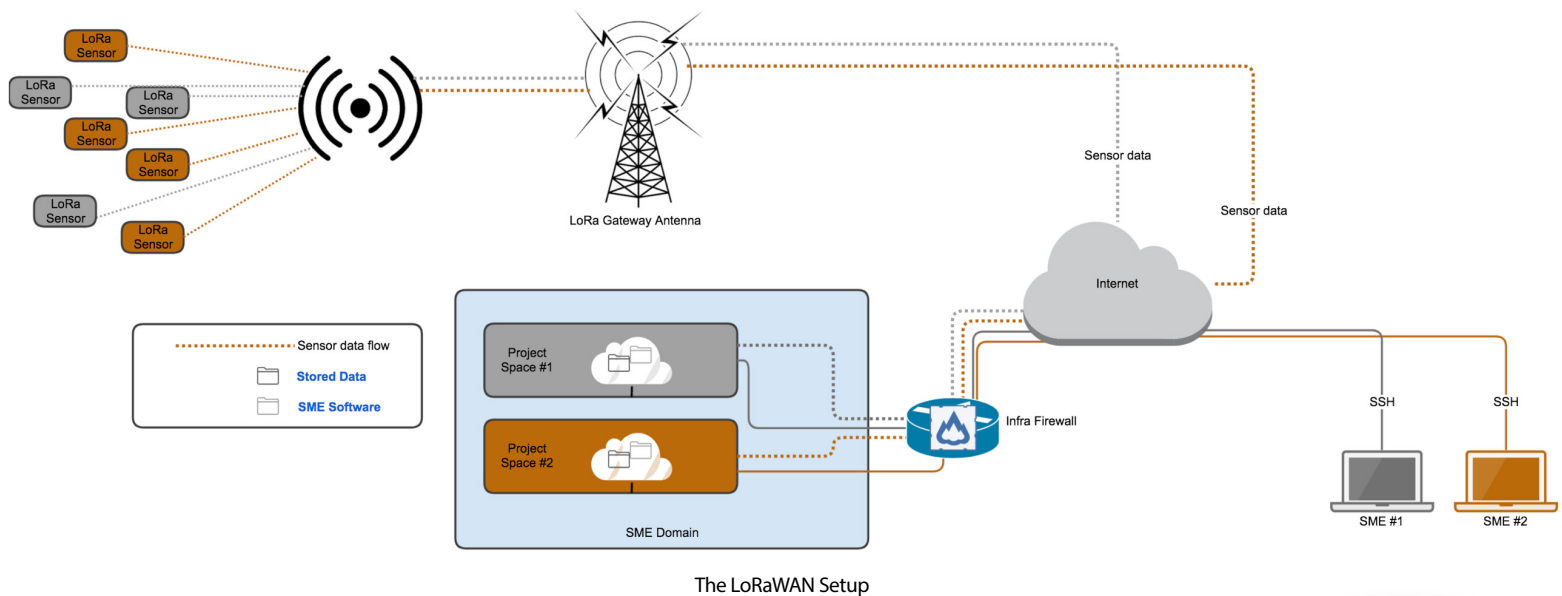 LoRa
Sensor
LoRa
Sensor
LoRa
Sensor
LoRa
Sensor
LoRa
Sensor
LoRa
Sensor
LoRa
Sensor
LoRa Gateway Antenna
Sensor data
Sensor data
Internet
Sensor data flow
Stored Data
SME Software
Project
Space #1
Project
Space #2
SME Domain
Infra Firewall
SSH
SSH
SME #1
SME #2
The LoRaWAN Setup